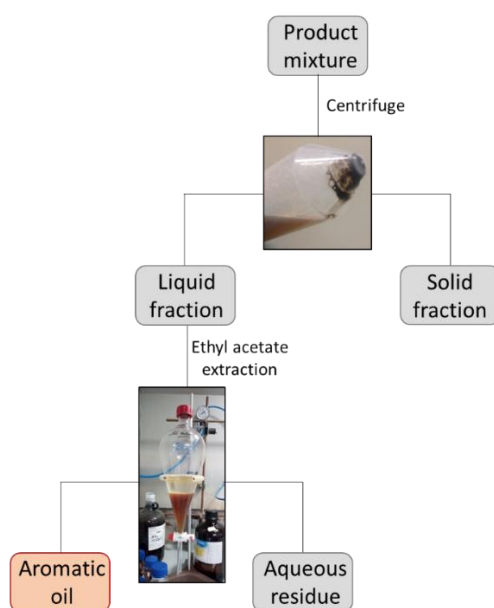 Product
mixture
Centrifuge
Liquid
fraction
Solid
fraction
Ethyl acetate
extraction
Aromatic
oil
Aqueous
residue